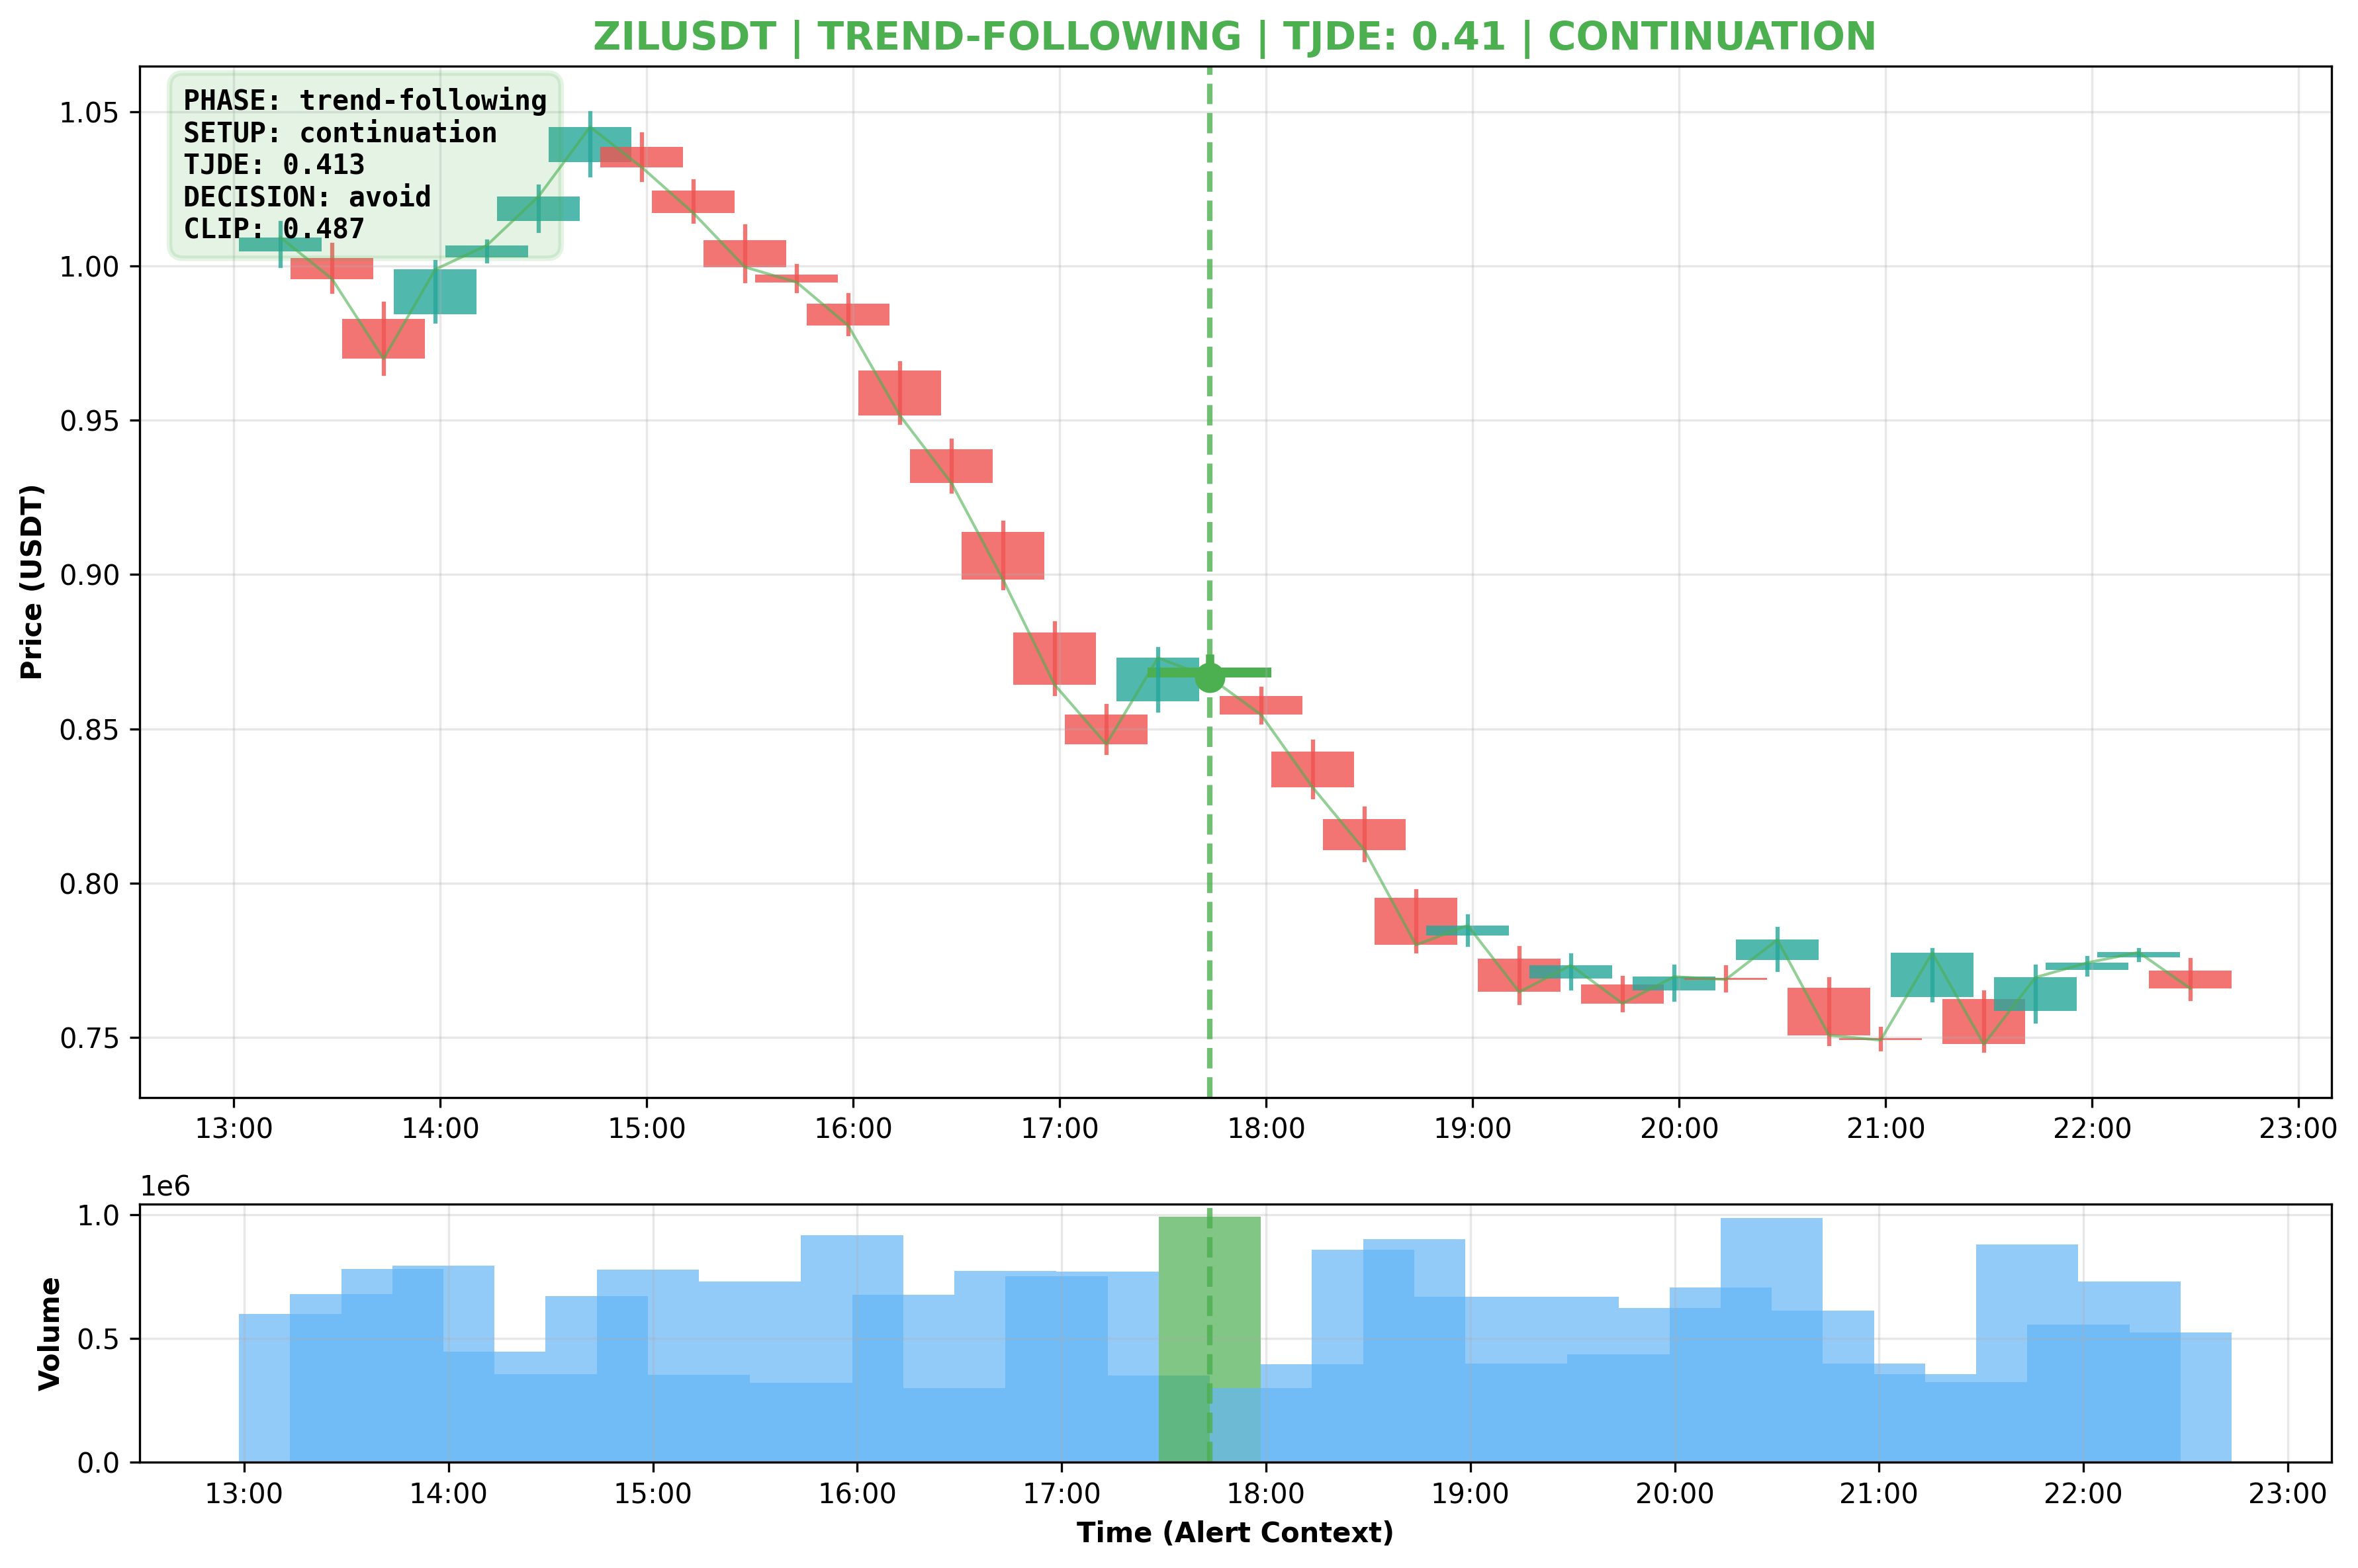 ZILUSDT | TREND-FOLLOWING | TJDE: 0.41 | CONTINUATION
PHASE: trend-following
SETUP: continuation
TJDE: 0.413
DECISION: avoid
CLIP: 0.487
Price (USDT)
1.05
1.00
0.95
0.90
0.85
0.80
0.75
13:00 14:00 15:00 16:00 17:00 18:00 19:00 20:00 21:00 22:00 23:00
1e6
Volume
1.0
0.5
0.0
13:00 14:00 15:00 16:00 17:00 18:00 19:00 20:00 21:00 22:00 23:00
Time (Alert Context)